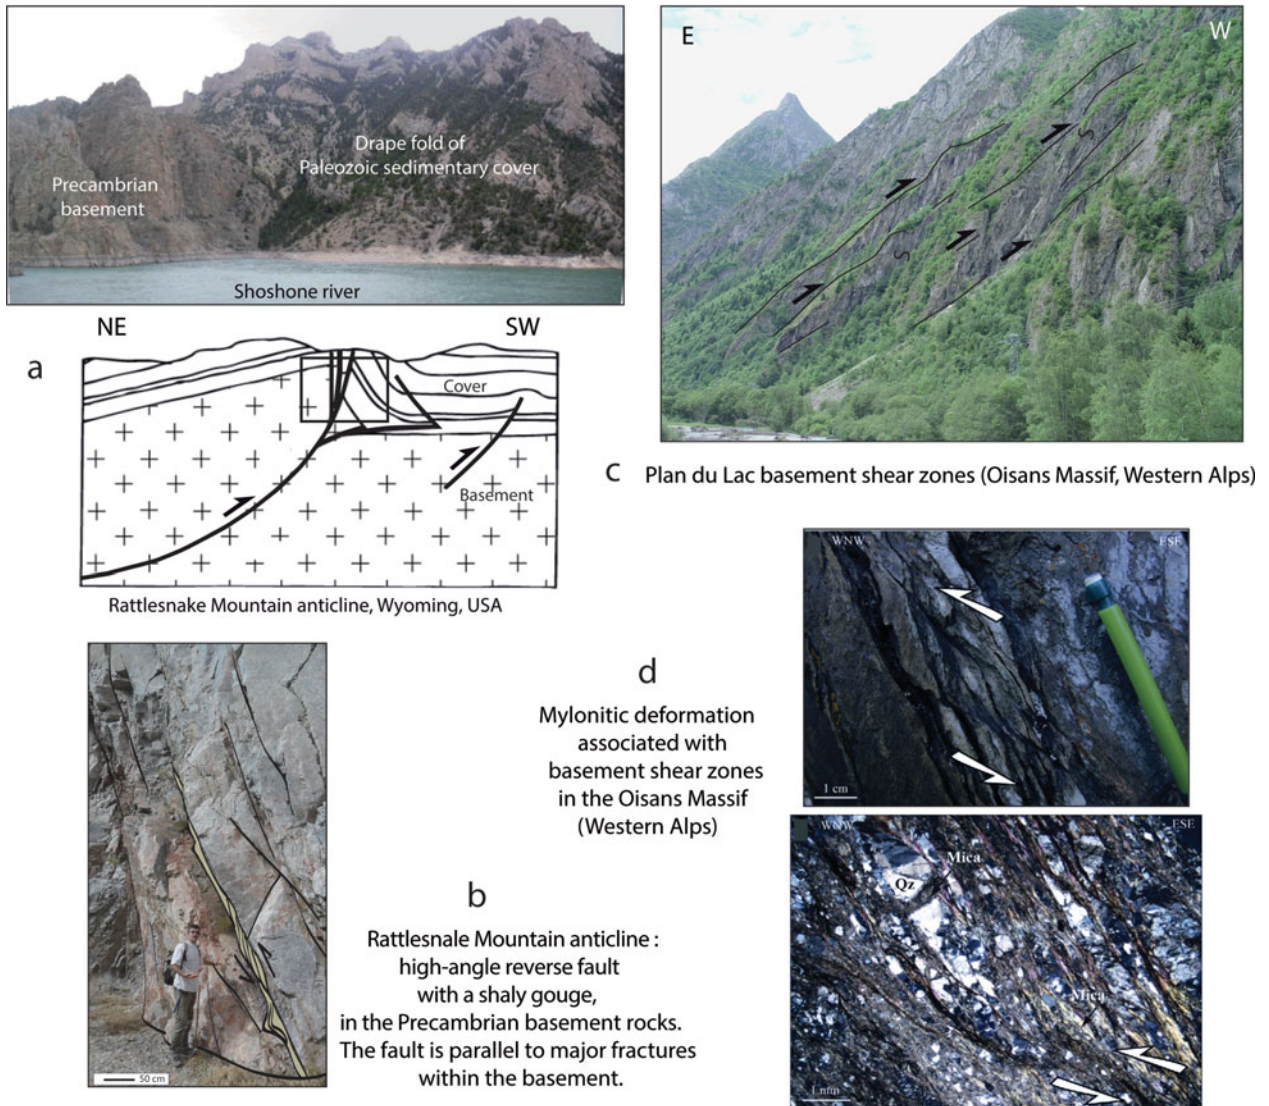 Precambrian
basement
Drape fold of
Paleozoic sedimentary cover
Shoshone river
E
W
NE
SW
a
Cover
Basement
Rattlesnake Mountain anticline, Wyoming, USA
C Plan du Lac basement shear zones (Oisans Massif, Western Alps)
S
S
WNW
ESE
1 cm
d
Mylonitic deformation
associated with
basement shear zones
in the Oisans Massif
(Western Alps)
WNW
ESE
Mica
Qz
Mica
1 mm
b
Rattlesnale Mountain anticline :
high-angle reverse fault
with a shaly gouge,
in the Precambrian basement rocks.
The fault is parallel to major fractures
within the basement.
50 cm